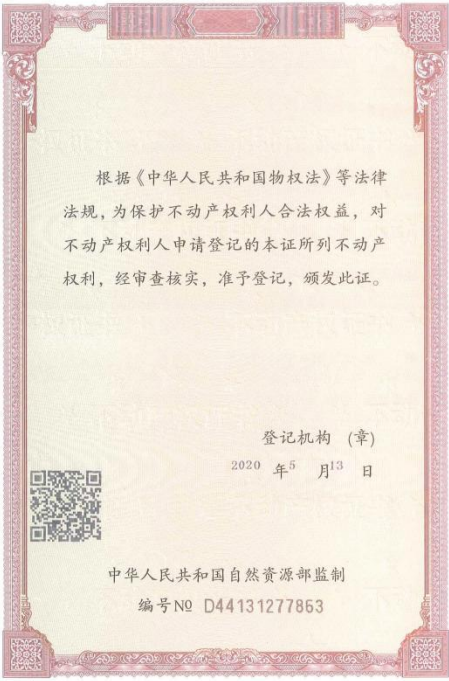 根据《中华人民共和国物权法》等法律
法规，为保护不动产权利人合法权益，对
不动产权利人申请登记的本证所列不动产
权利，经审查核实，准予登记，颁发此证。
登记机构 (章)
2020 年5 月13 日
中华人民共和国自然资源部监制
编号№ D44131277863